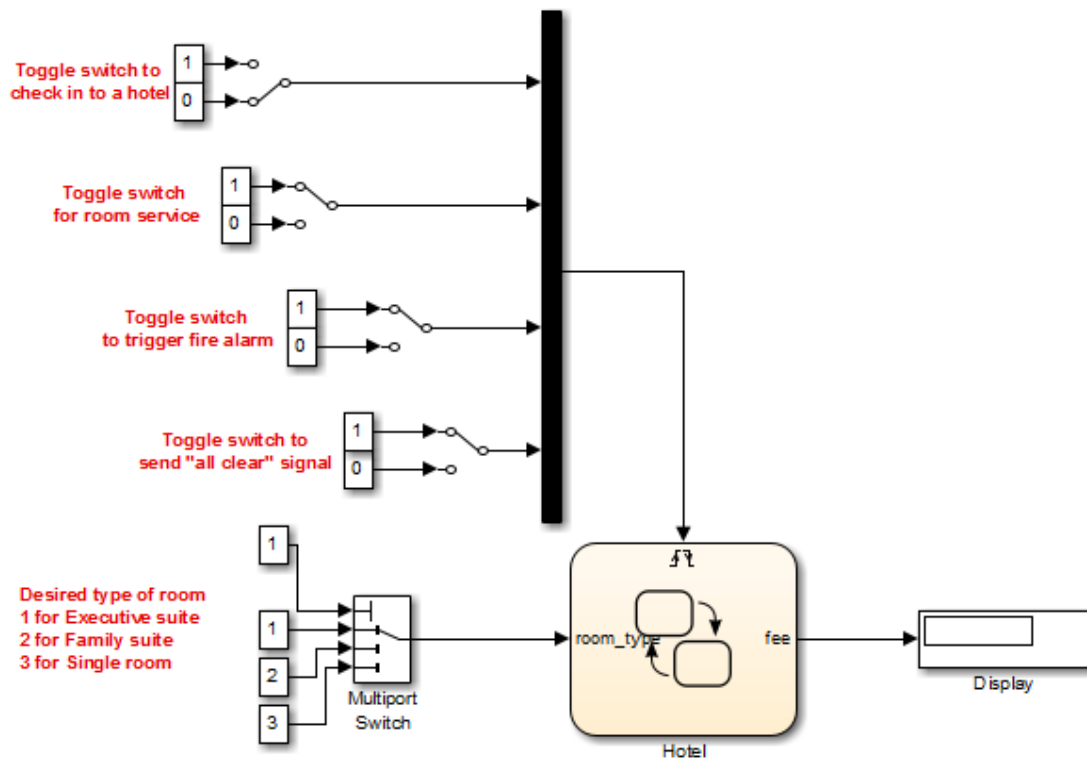 Toggle switch to
check in to a hotel
1
0
Toggle switch
for room service
1
0
Toggle switch
to trigger fire alarm
1
0
Toggle switch to
send "all clear" signal
1
0
1
Desired type of room
1 for Executive suite
2 for Family suite
3 for Single room
1
2
3
Multiport
Switch
room_type
fee
Hotel
Display